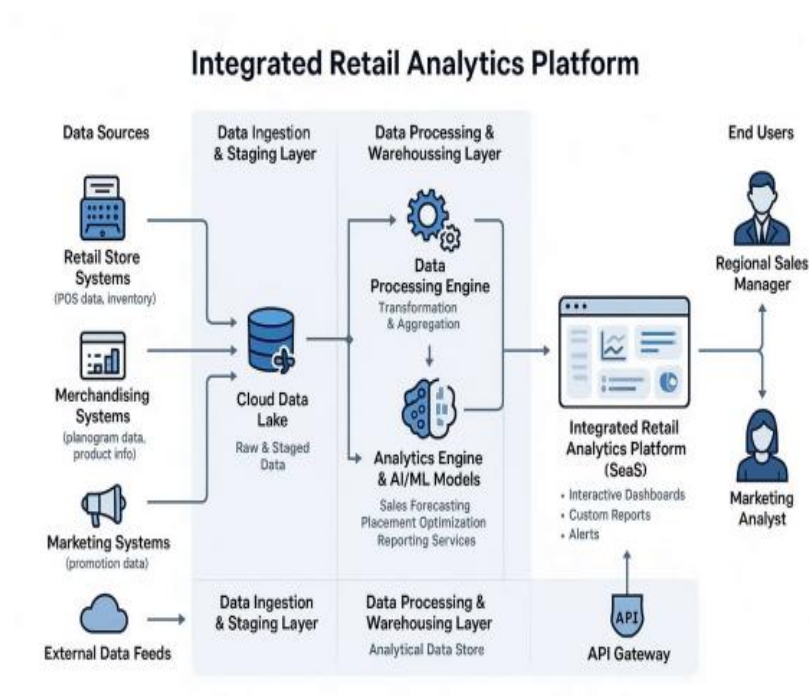 Integrated Retail Analytics Platform
Data Sources
Data Ingestion
& Staging Layer
Data Processing &
Warehoussing Layer
End Users
Retail Store
Systems
(POS data, inventory)
Merchandising
Systems
(planogram data,
product info)
Marketing Systems
(promotion data)
External Data Feeds
Cloud Data
Lake
Raw & Staged
Data
Data
Processing Engine
Transformation
& Aggregation
Analytics Engine
& AI/ML Models
Sales Forecasting
Placement Optimization
Reporting Services
Integrated Retail
Analytics Platform
(SeaS)
• Interactive Dashboards
• Custom Reports
• Alerts
Regional Sales
Manager
Marketing
Analyst
Data Ingestion
& Staging Layer
Data Processing &
Warehousing Layer
Analytical Data Store
API
API Gateway